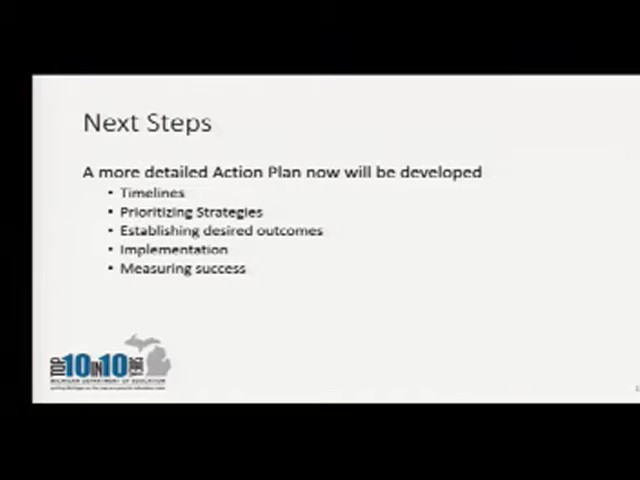 Next Steps
A more detailed Action Plan now will be developed
• Timelines
• Prioritizing Strategies
• Establishing desired outcomes
• Implementation
• Measuring success
TOP 10 IN 10 YEARS
MICHIGAN DEPARTMENT OF EDUCATION